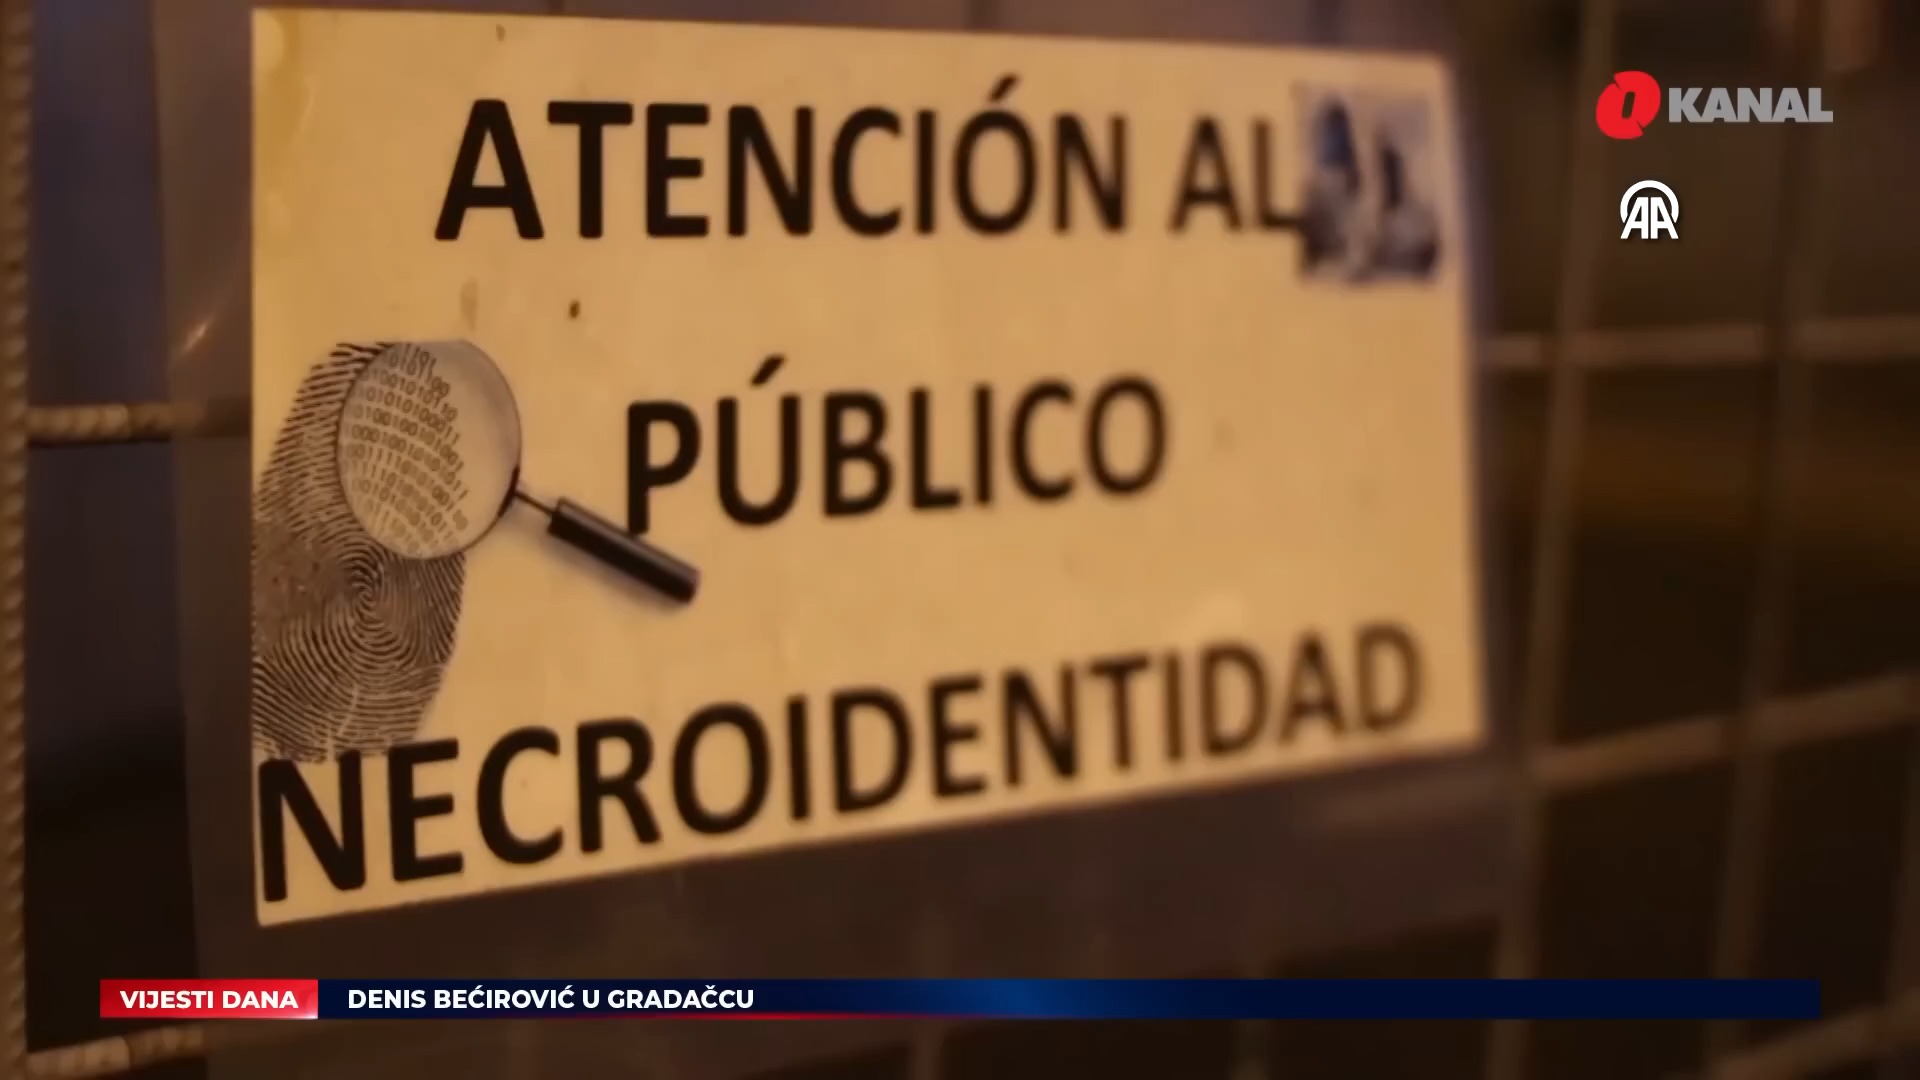 ATENCIÓN AL
PÚBLICO
NECROIDENTIDAD
O KANAL
AA
VIJESTI DANA
DENIS BEĆIROVIĆ U GRADAČCU